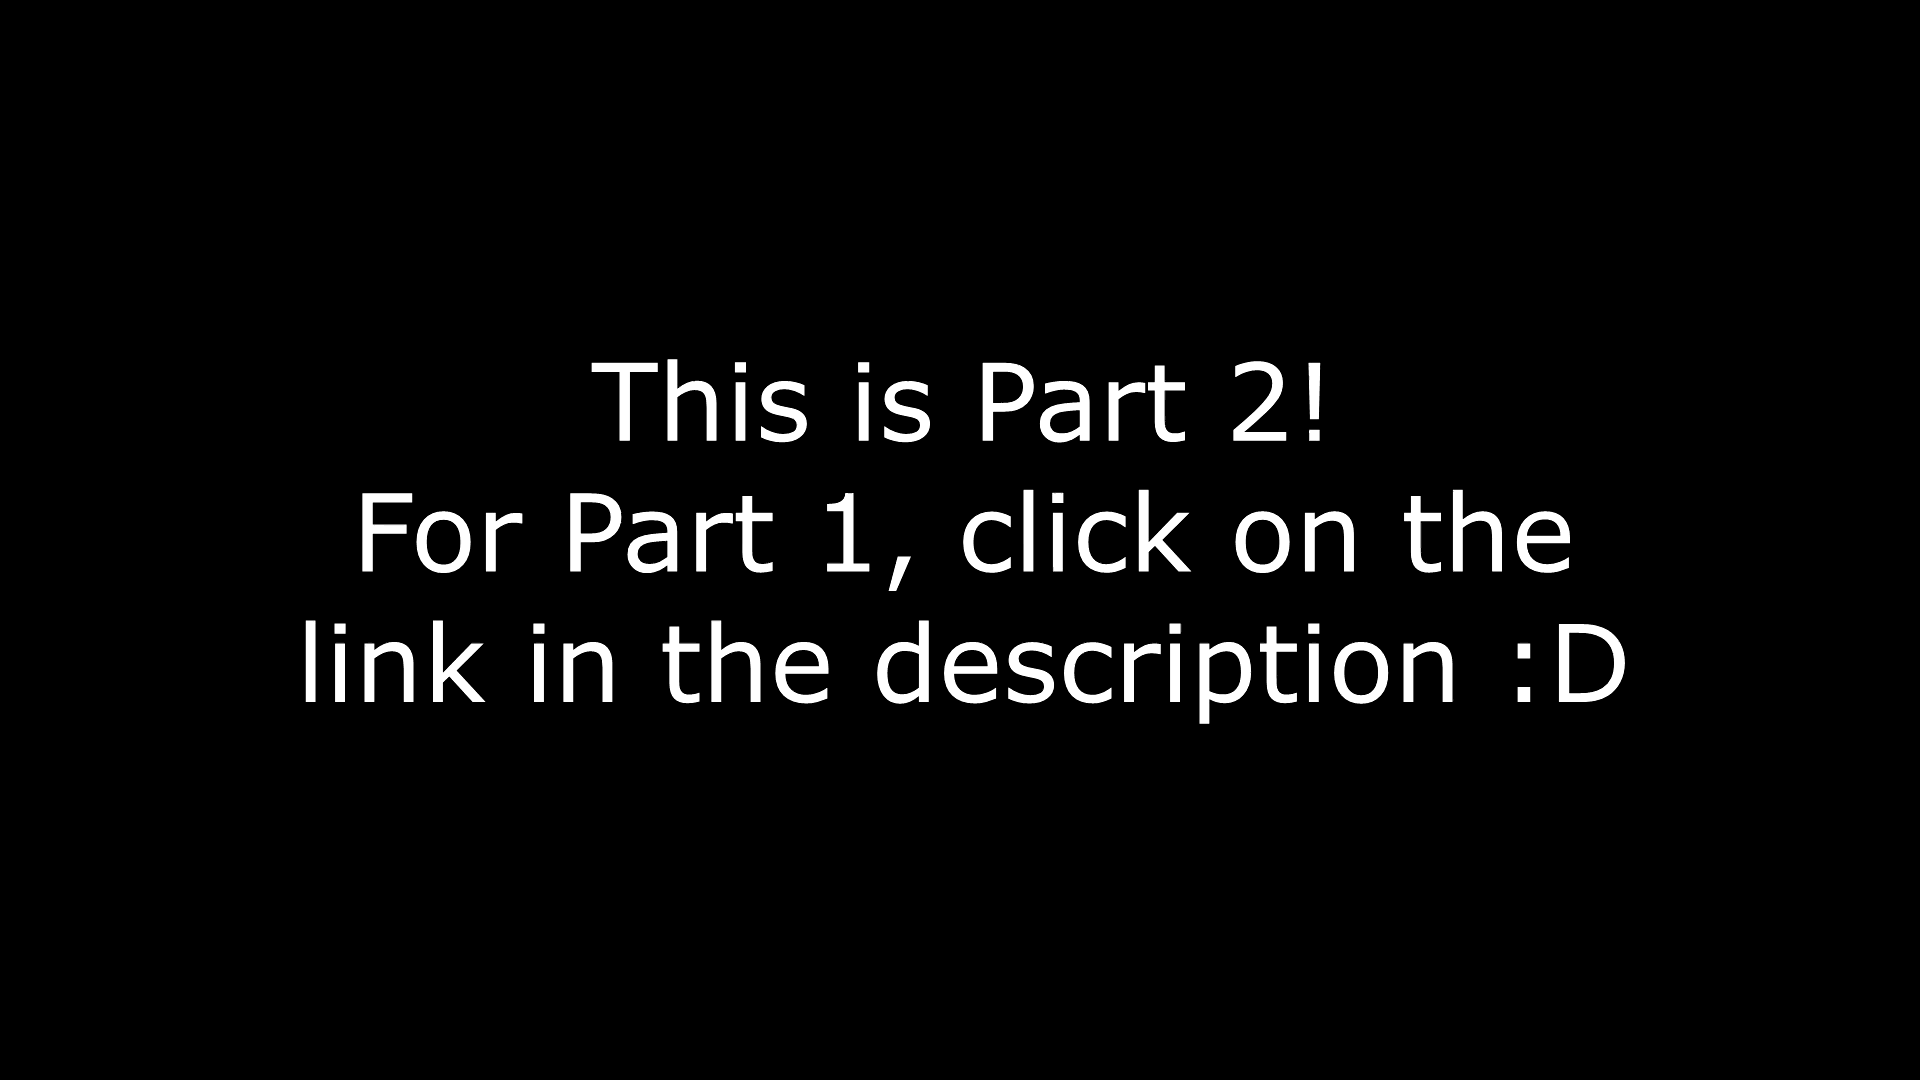 This is Part 2!
For Part 1, click on the
link in the description :D